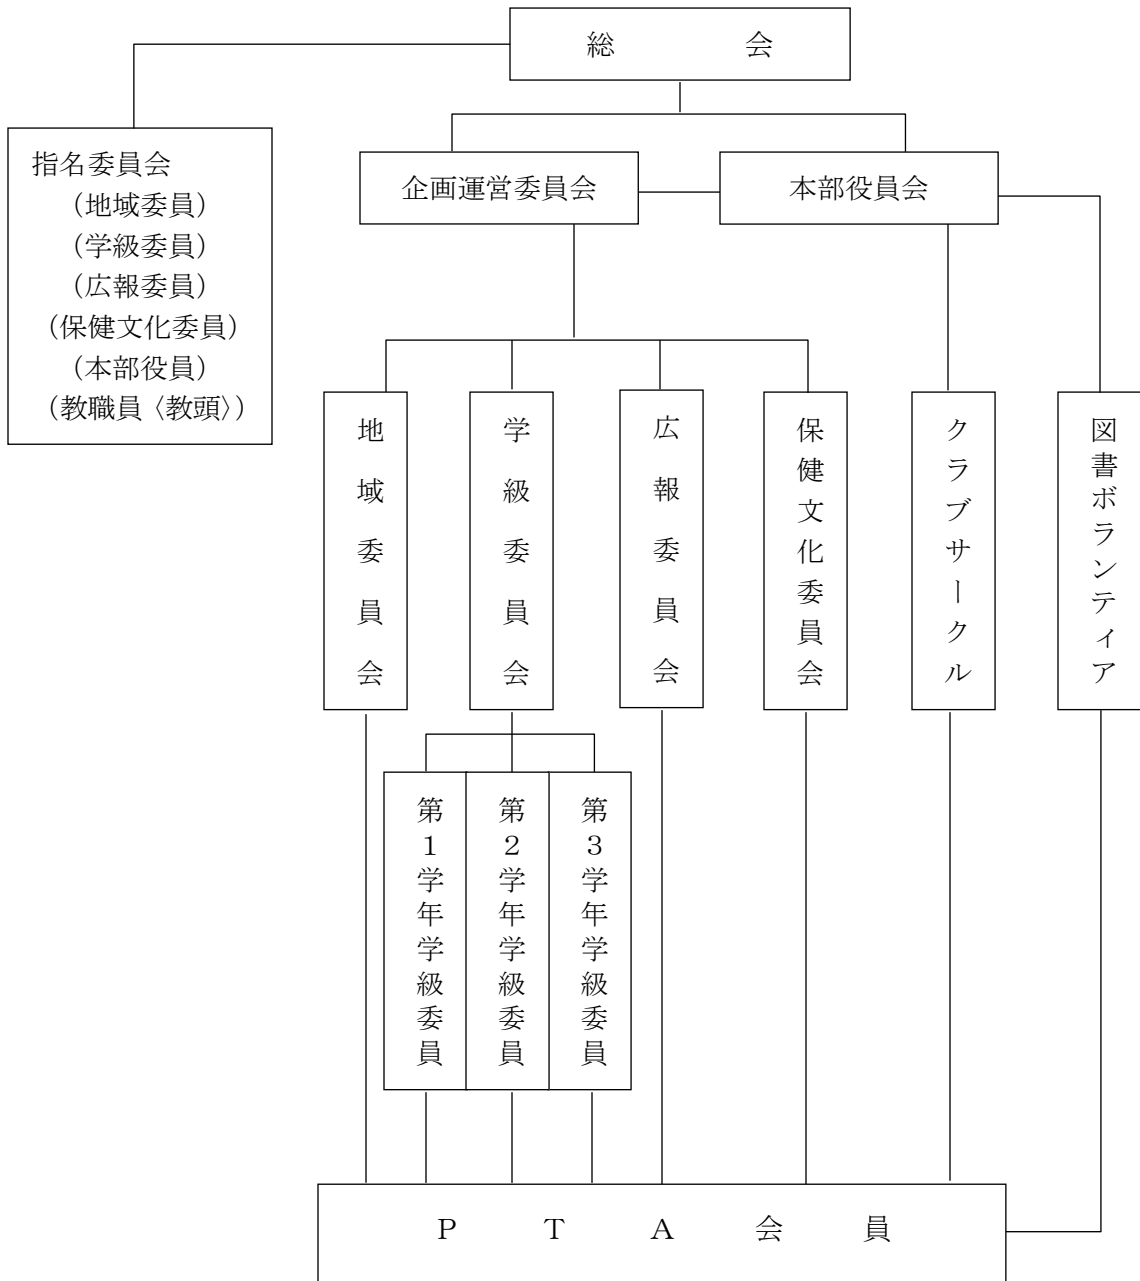 総　　会
指名委員会
（地域委員）
（学級委員）
（広報委員）
（保健文化委員）
（本部役員）
（教職員〈教頭〉）
企画運営委員会
本部役員会
地域委員会
学級委員会
広報委員会
保健文化委員会
クラブサークル
図書ボランティア
第１学年学級委員
第２学年学級委員
第３学年学級委員
Ｐ　Ｔ　Ａ　会　員